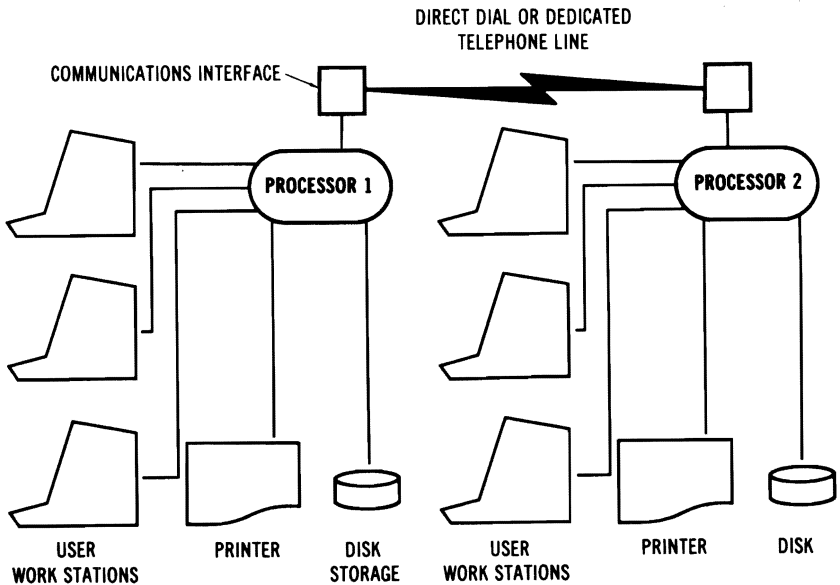 DIRECT DIAL OR DEDICATED
TELEPHONE LINE
COMMUNICATIONS INTERFACE
PROCESSOR 1
PROCESSOR 2
USER
WORK STATIONS
PRINTER
DISK
STORAGE
USER
WORK STATIONS
PRINTER
DISK